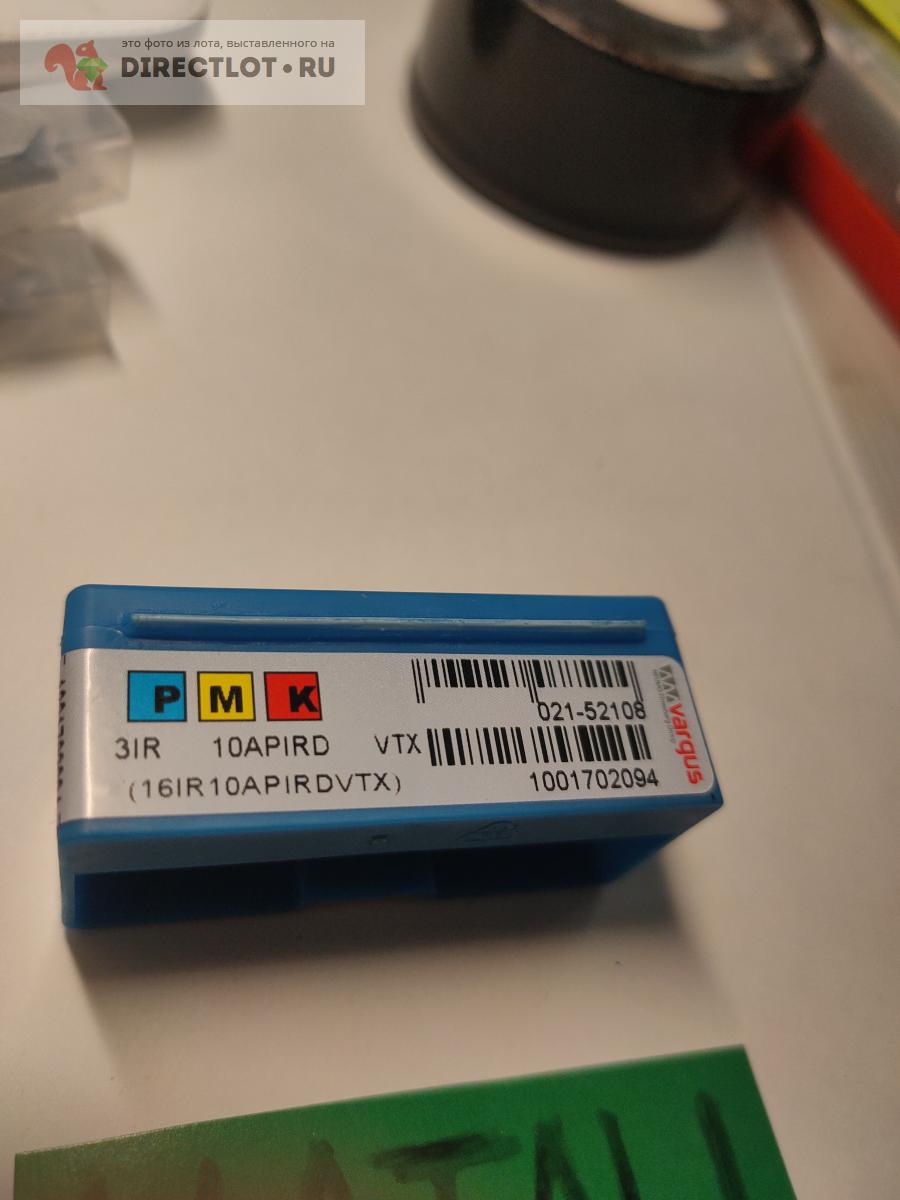 это фото из лота, выставленного на
DIRECTLOT•RU
P M K
021-52108
3IR 10APIRD VTX
(16IR10APIRDVTX)
1001702094
vargus